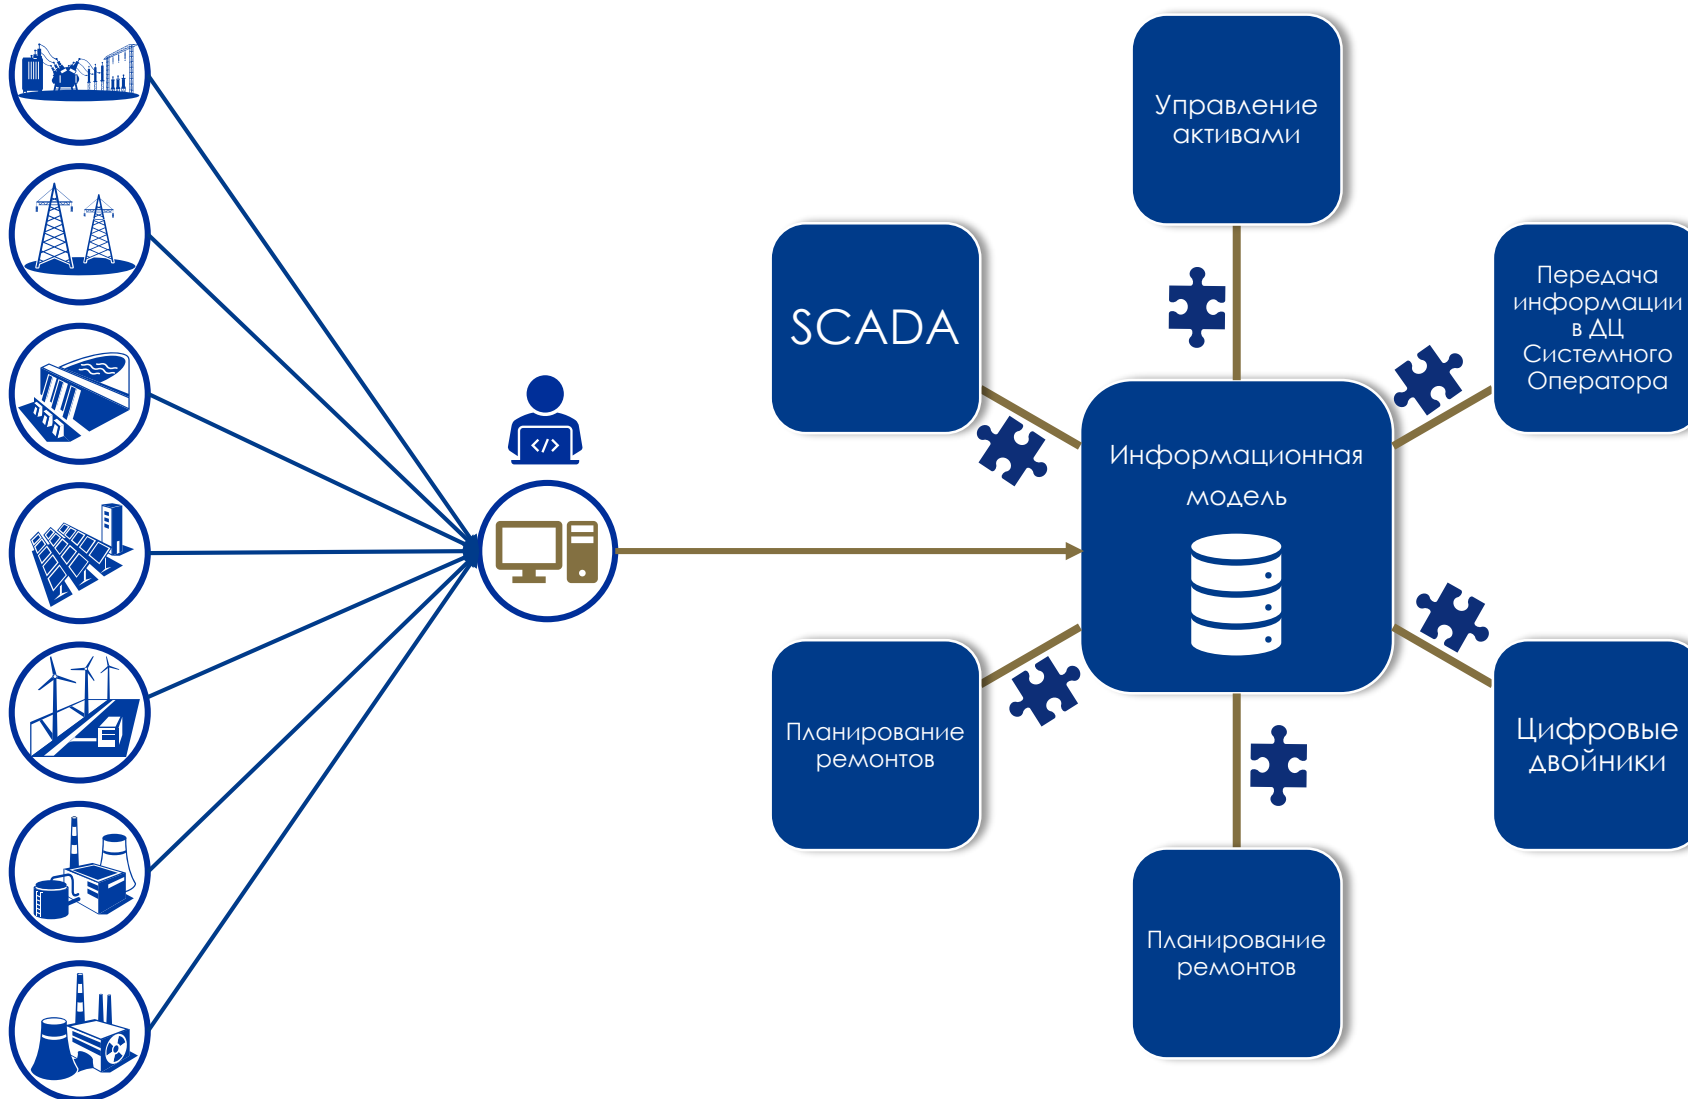 Управление
активами
SCADA
Передача
информации
в ДЦ
Системного
Оператора
</>
Информационная
модель
Планирование
ремонтов
Цифровые
двойники
Планирование
ремонтов